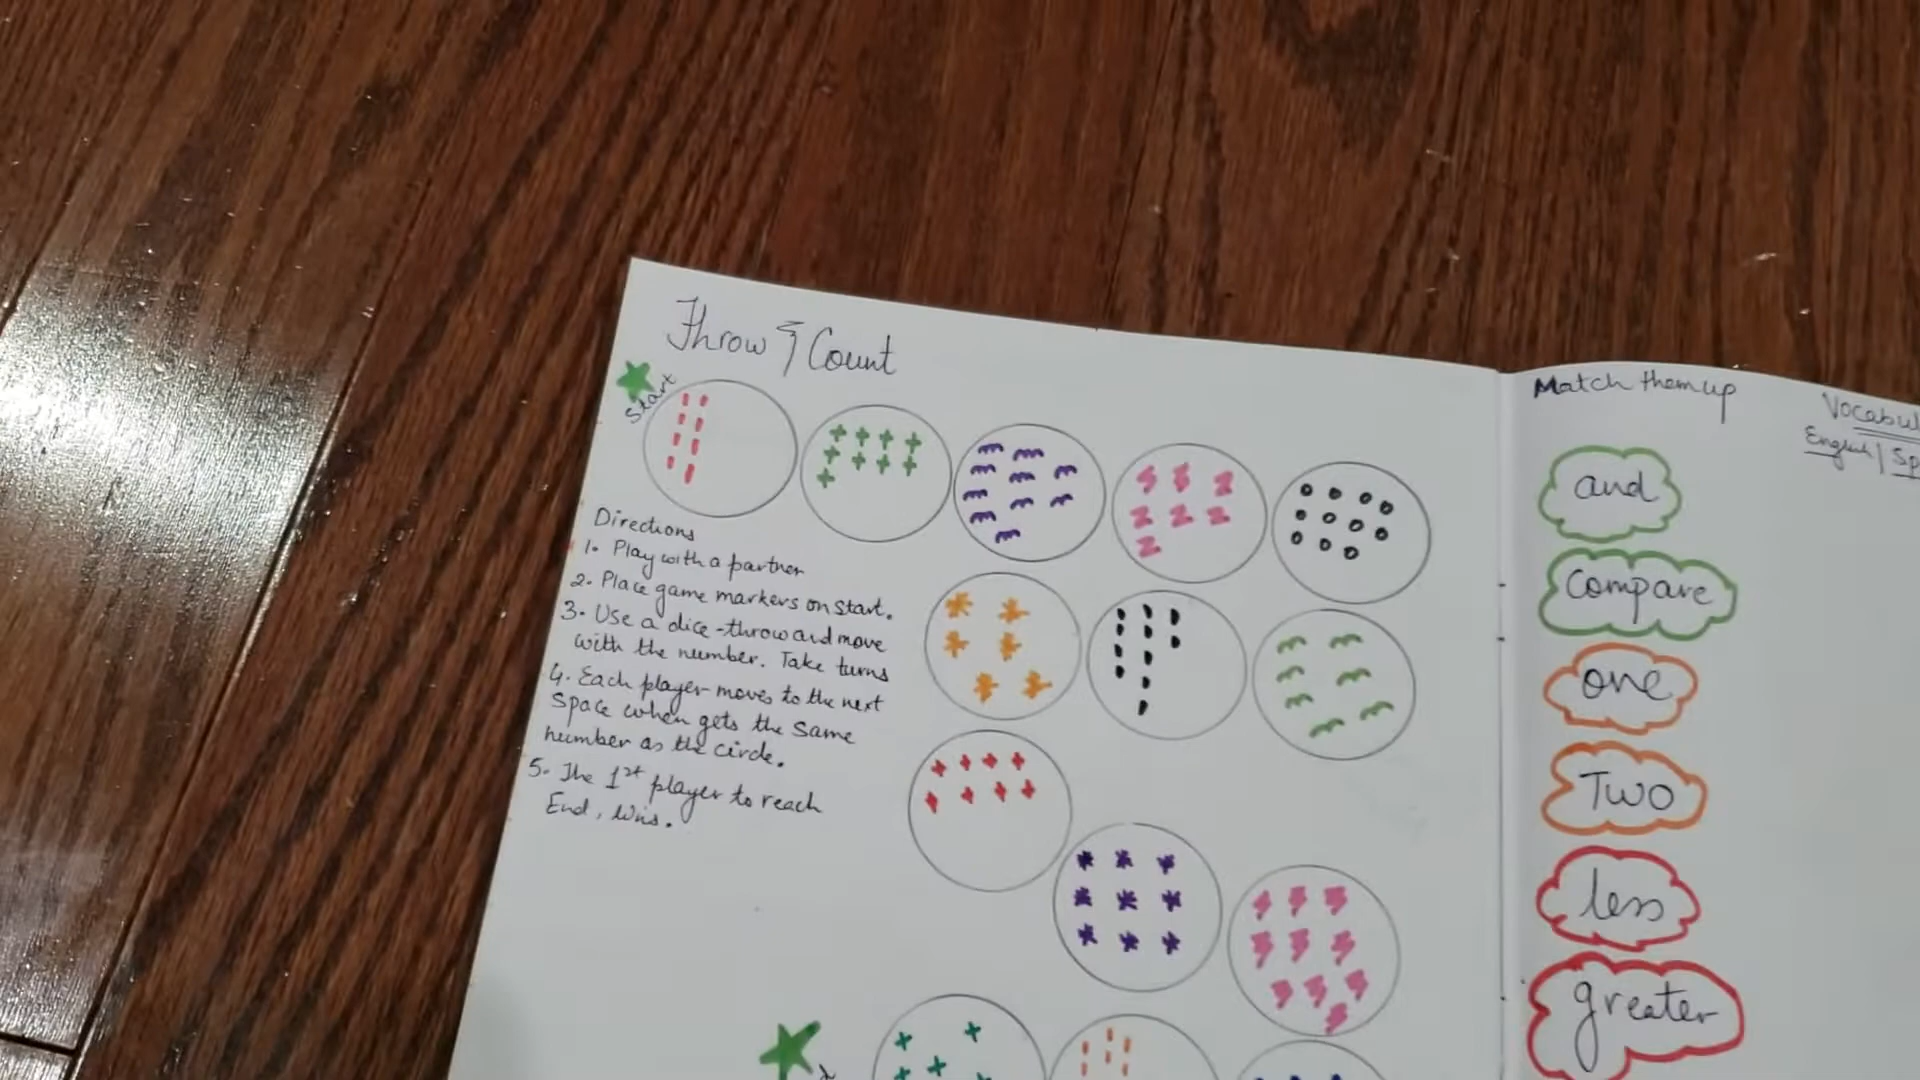 Throw & Count
Start
Directions
1. Play with a partner
2. Place game markers on start.
3. Use a dice-throw and move
with the number. Take turns
4. Each player moves to the next
Space when gets the same
number as the circle.
5. The 1st player to reach
End, Wins.
Match them up
English | Sp
and
Compare
one
Two
less
greater